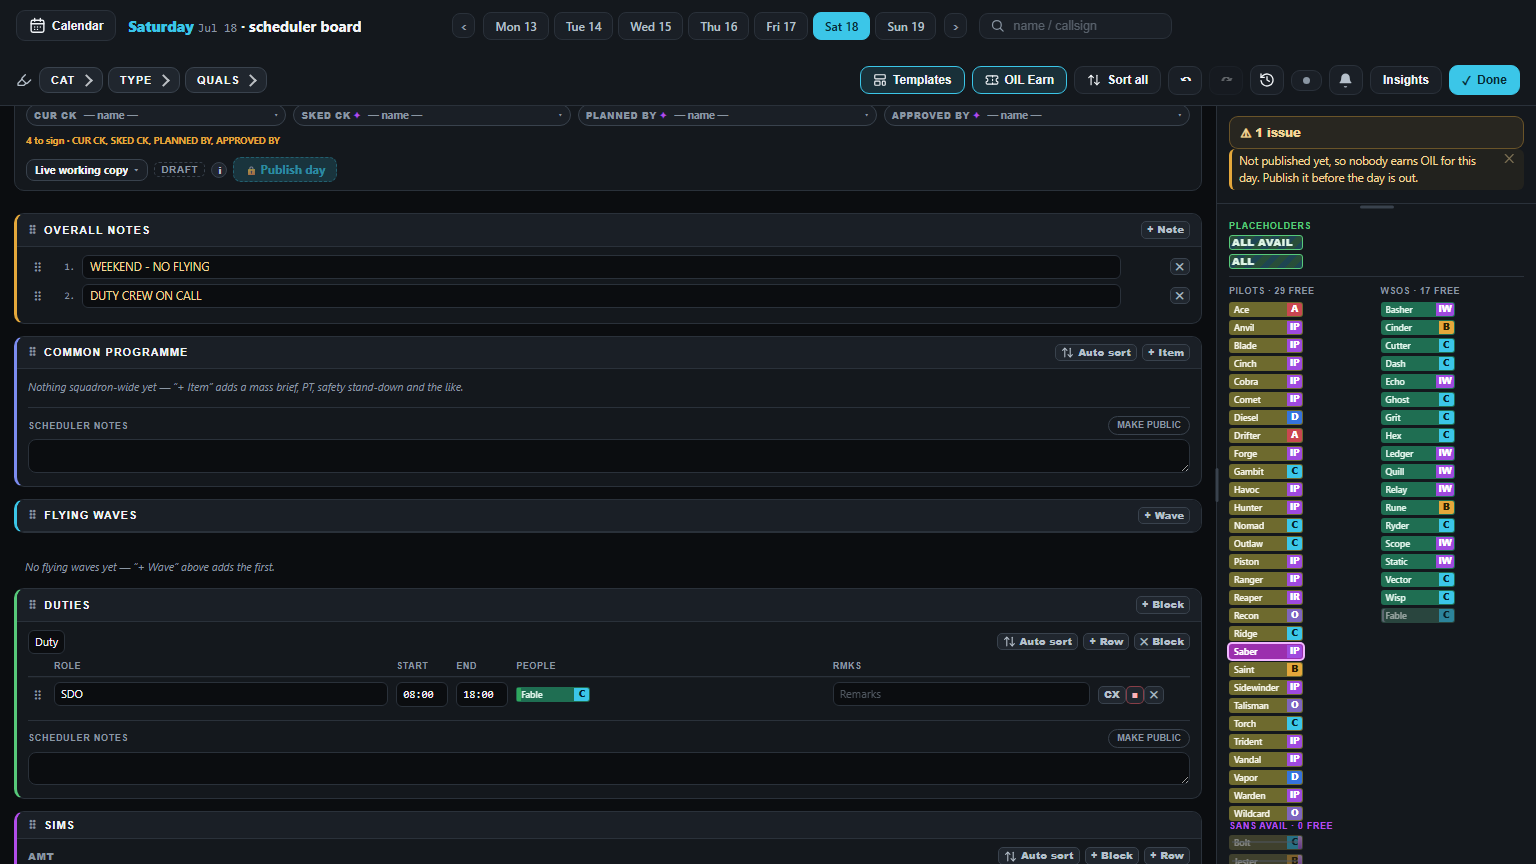 Calendar
Saturday Jul 18 · scheduler board
‹
Mon 13
Tue 14
Wed 15
Thu 16
Fri 17
Sat 18
Sun 19
›
name / callsign
CAT
TYPE
QUALS
Templates
OIL Earn
Sort all
Insights
✓ Done
CUR CK — name —
SKED CK ✦ — name —
PLANNED BY ✦ — name —
APPROVED BY ✦ — name —
4 to sign · CUR CK, SKED CK, PLANNED BY, APPROVED BY
Live working copy
DRAFT
i
Publish day
OVERALL NOTES
+ Note
1. WEEKEND - NO FLYING
2. DUTY CREW ON CALL
COMMON PROGRAMME
Auto sort
+ Item
Nothing squadron-wide yet — "+ Item" adds a mass brief, PT, safety stand-down and the like.
SCHEDULER NOTES
MAKE PUBLIC
FLYING WAVES
+ Wave
No flying waves yet — "+ Wave" above adds the first.
DUTIES
+ Block
Duty
Auto sort
+ Row
✕ Block
ROLE START END PEOPLE RMKS
SDO 08:00 18:00 Fable C Remarks CX
SCHEDULER NOTES
MAKE PUBLIC
SIMS
AMT
Auto sort
+ Block
+ Row
⚠ 1 issue
Not published yet, so nobody earns OIL for this
day. Publish it before the day is out.
PLACEHOLDERS
ALL AVAIL
ALL
PILOTS · 29 FREE
Ace A
Anvil IP
Blade IP
Cinch IP
Cobra IP
Comet IP
Diesel D
Drifter A
Forge IP
Gambit C
Havoc IP
Hunter IP
Nomad C
Outlaw C
Piston IP
Ranger IP
Reaper IR
Recon O
Ridge C
Saber IP
Saint B
Sidewinder IP
Talisman O
Torch C
Trident IP
Vandal IP
Vapor D
Warden IP
Wildcard O
WSOS · 17 FREE
Basher IW
Cinder B
Cutter C
Dash C
Echo IW
Ghost C
Grit C
Hex C
Ledger IW
Quill IW
Relay IW
Rune B
Ryder C
Scope IW
Static IW
Vector C
Wisp C
Fable C
SANS AVAIL · 0 FREE
Bolt C
Jester B